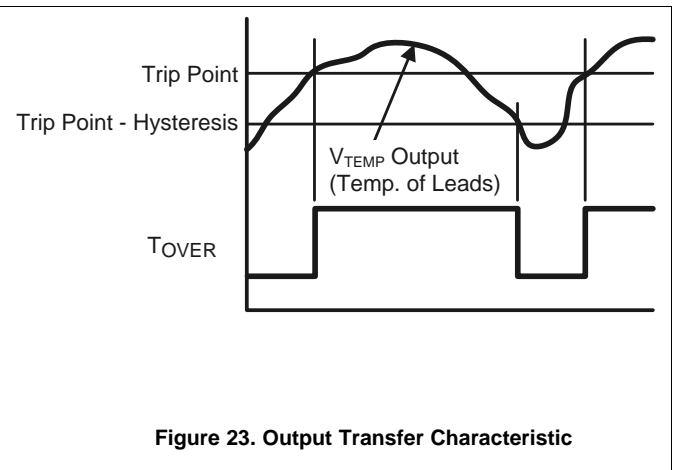 Trip Point
Trip Point - Hysteresis
VTEMP Output
(Temp. of Leads)
TOVER
Figure 23. Output Transfer Characteristic